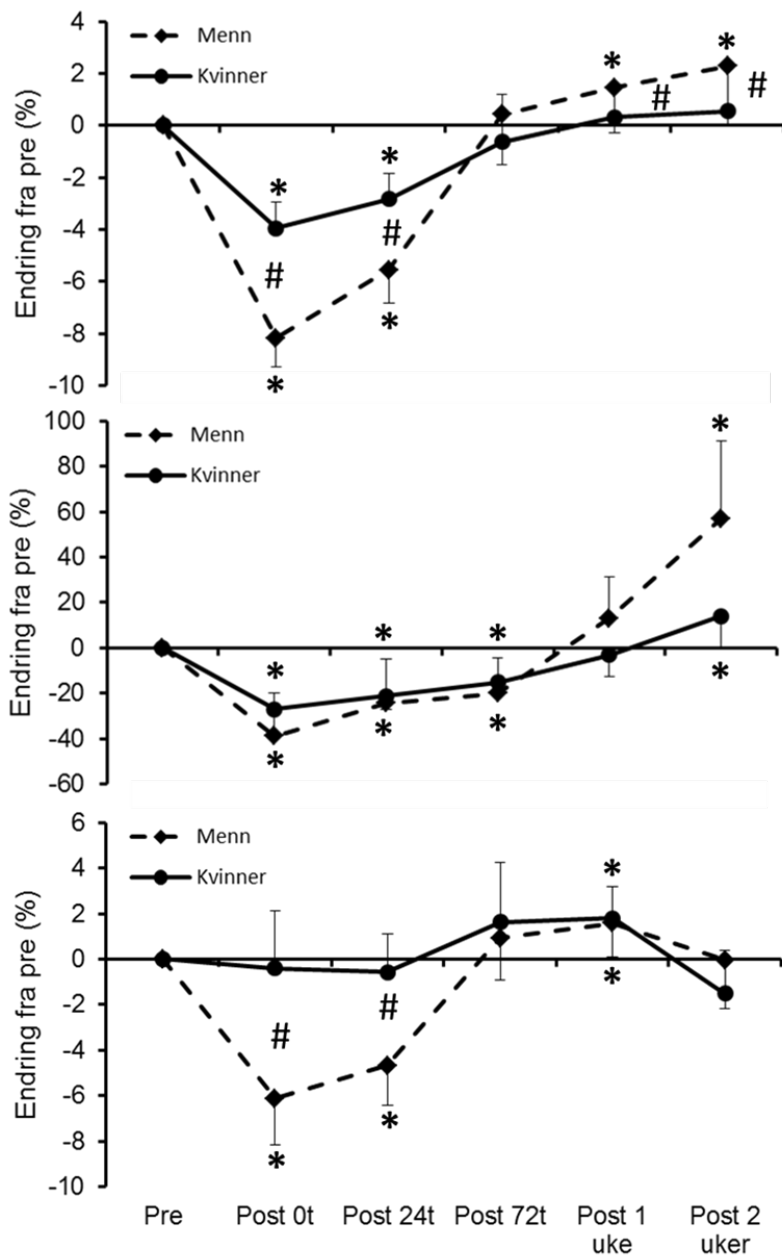 Menn
Kvinner
Endring fra pre (%)
4
2
0
-2
-4
-6
-8
-10
* * * * * * #
# # #
Menn
Kvinner
Endring fra pre (%)
100
80
60
40
20
0
-20
-40
-60
* * * * * * * *
Menn
Kvinner
Endring fra pre (%)
6
4
2
0
-2
-4
-6
-8
-10
* * # # * *
Pre Post 0t Post 24t Post 72t Post 1 uke Post 2 uker